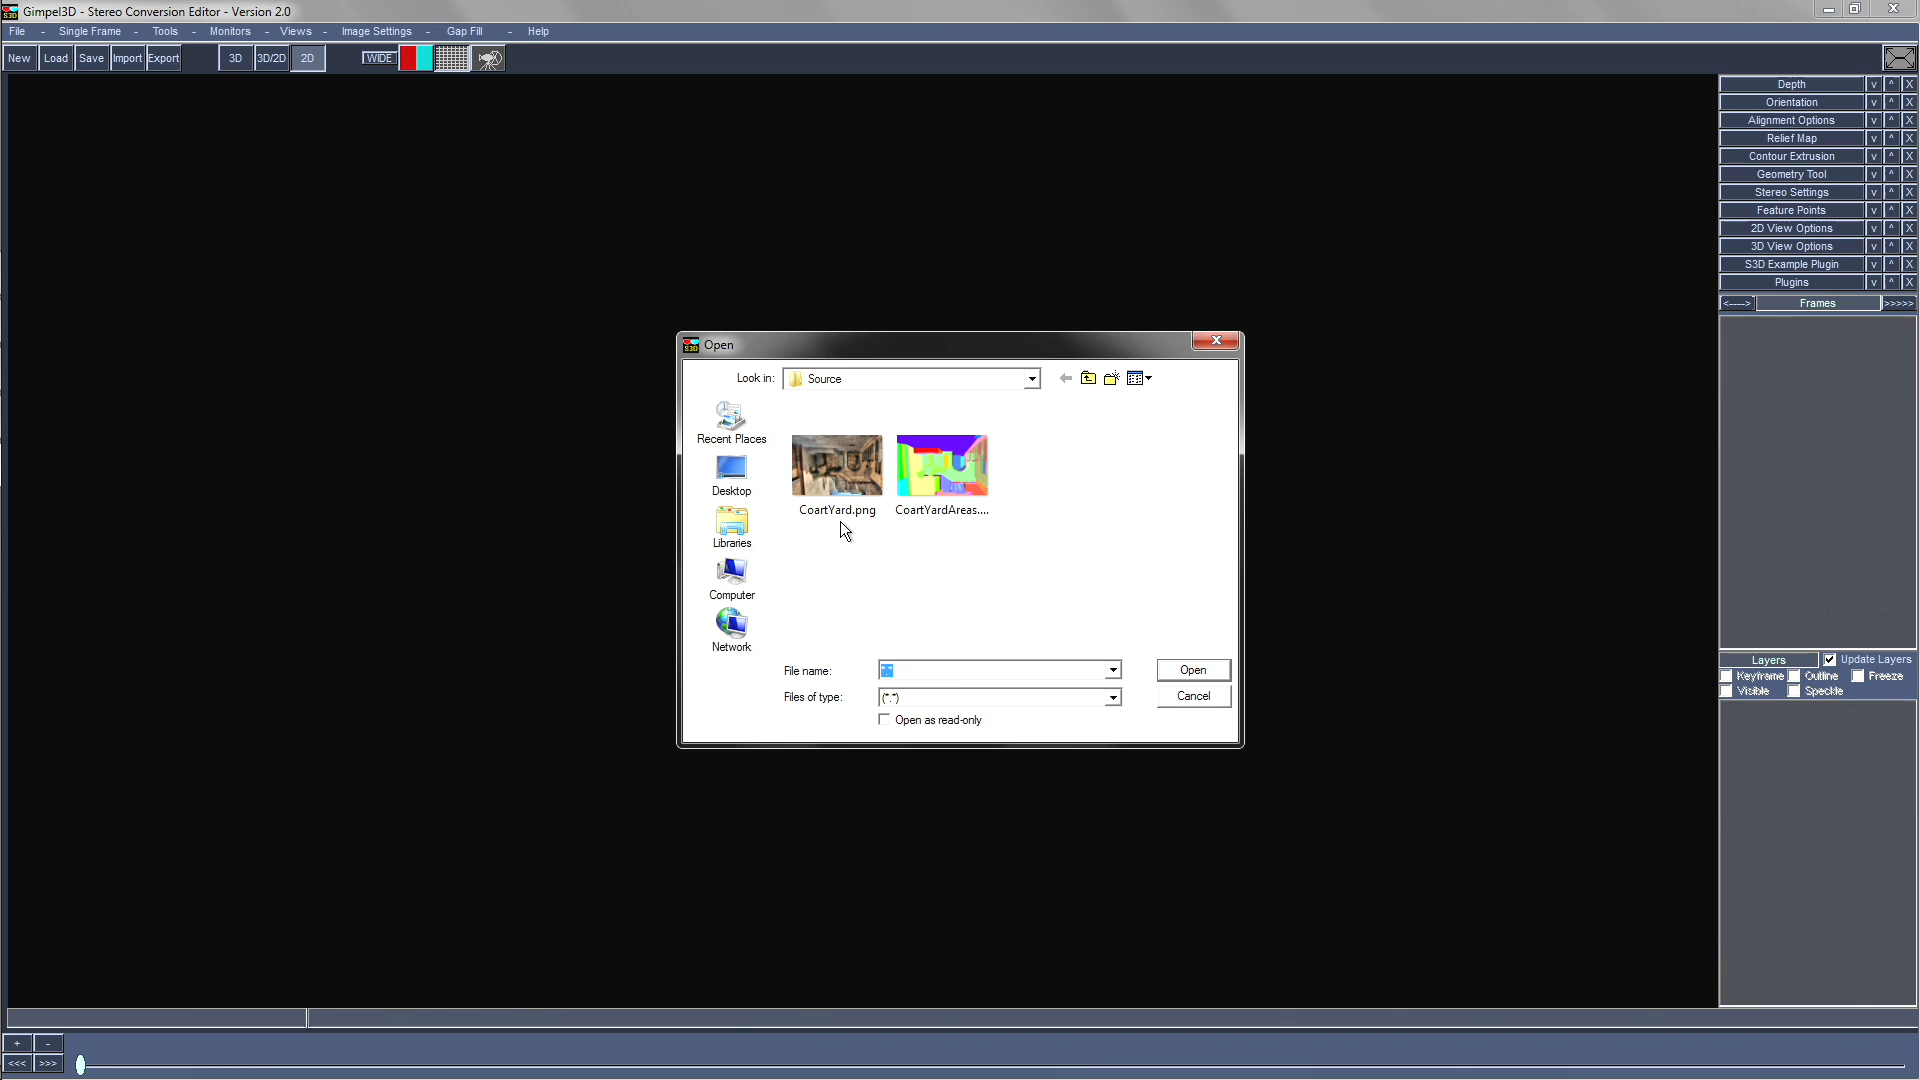 Gimpel3D - Stereo Conversion Editor - Version 2.0
File - Single Frame - Tools - Monitors - Views - Image Settings - Gap Fill - Help
New Load Save Import Export 3D 3D/2D 2D WIDE
Depth v ^ X
Orientation v ^ X
Alignment Options v ^ X
Relief Map v ^ X
Contour Extrusion v ^ X
Geometry Tool v ^ X
Stereo Settings v ^ X
Feature Points v ^ X
2D View Options v ^ X
3D View Options v ^ X
S3D Example Plugin v ^ X
Plugins v ^ X
<----> Frames >>>>>
S3D Open
Look in: Source
Recent Places
Desktop
Libraries
Computer
Network
CoartYard.png CoartYardAreas....
File name: *.* Open
Files of type: (*.*) Cancel
Open as read-only
Layers Update Layers
Keyframe Outline Freeze
Visible Speckle
+ -
<<< >>>